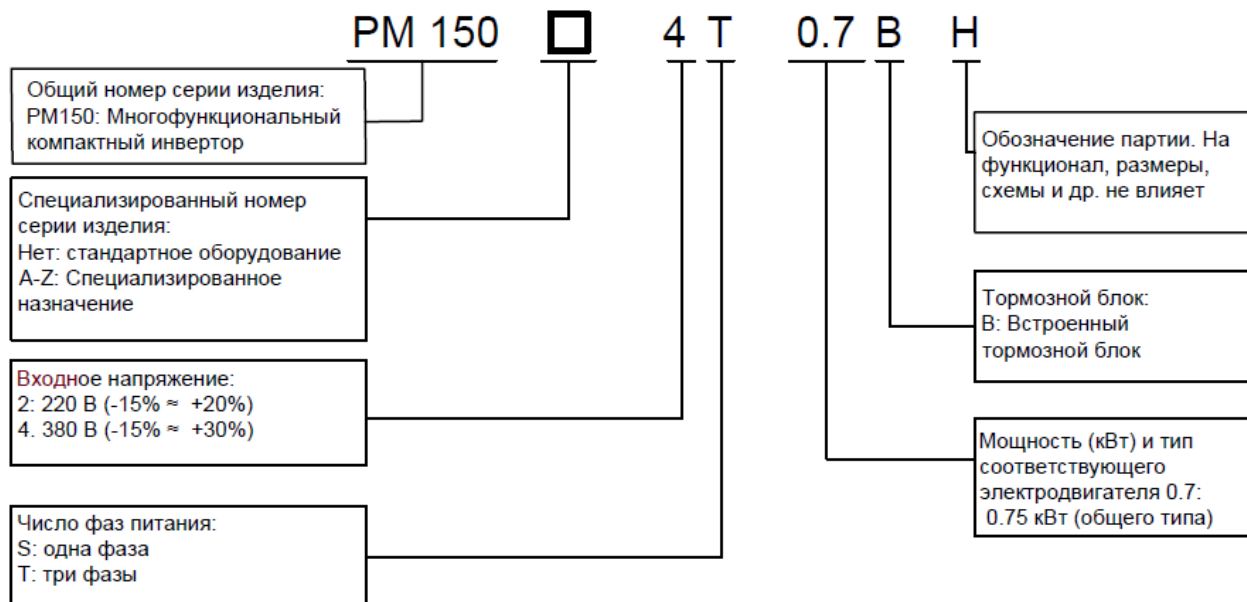 PM 150 4 T 0.7 B H
Общий номер серии изделия:
PM150: Многофункциональный
компактный инвертор
Специализированный номер
серии изделия:
Нет: стандартное оборудование
A-Z: Специализированное
назначение
Входное напряжение:
2: 220 В (-15% ≈ +20%)
4. 380 В (-15% ≈ +30%)
Число фаз питания:
S: одна фаза
T: три фазы
Обозначение партии. На
функционал, размеры,
схемы и др. не влияет
Тормозной блок:
B: Встроенный
тормозной блок
Мощность (кВт) и тип
соответствующего
электродвигателя 0.7:
0.75 кВт (общего типа)